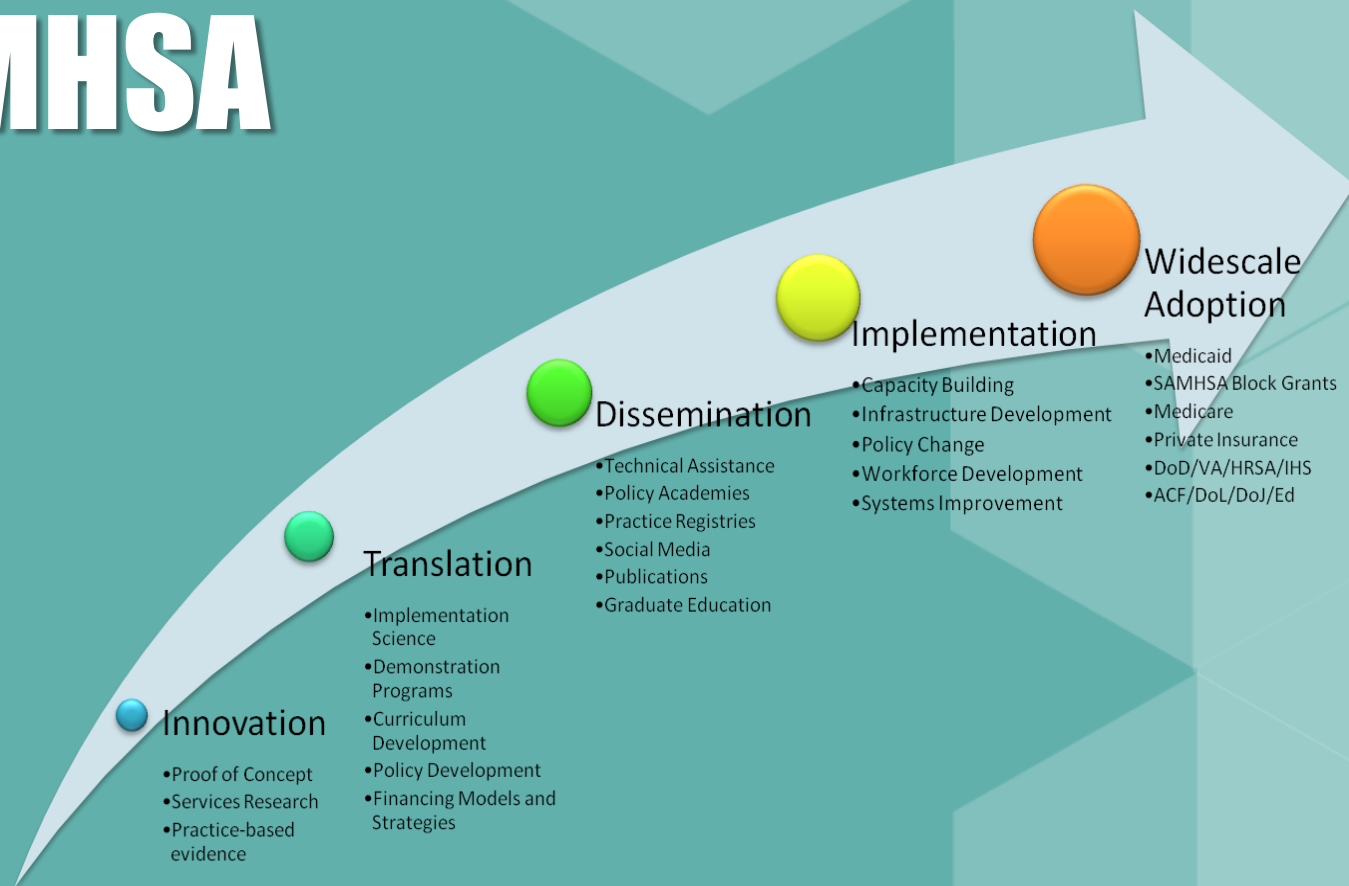 MHSA
Innovation
•Proof of Concept
•Services Research
•Practice-based
evidence
Translation
•Implementation
Science
•Demonstration
Programs
•Curriculum
Development
•Policy Development
•Financing Models and
Strategies
Dissemination
•Technical Assistance
•Policy Academies
•Practice Registries
•Social Media
•Publications
•Graduate Education
Implementation
•Capacity Building
•Infrastructure Development
•Policy Change
•Workforce Development
•Systems Improvement
Widescale
Adoption
•Medicaid
•SAMHSA Block Grants
•Medicare
•Private Insurance
•DoD/VA/HRSA/IHS
•ACF/DoL/DoJ/Ed